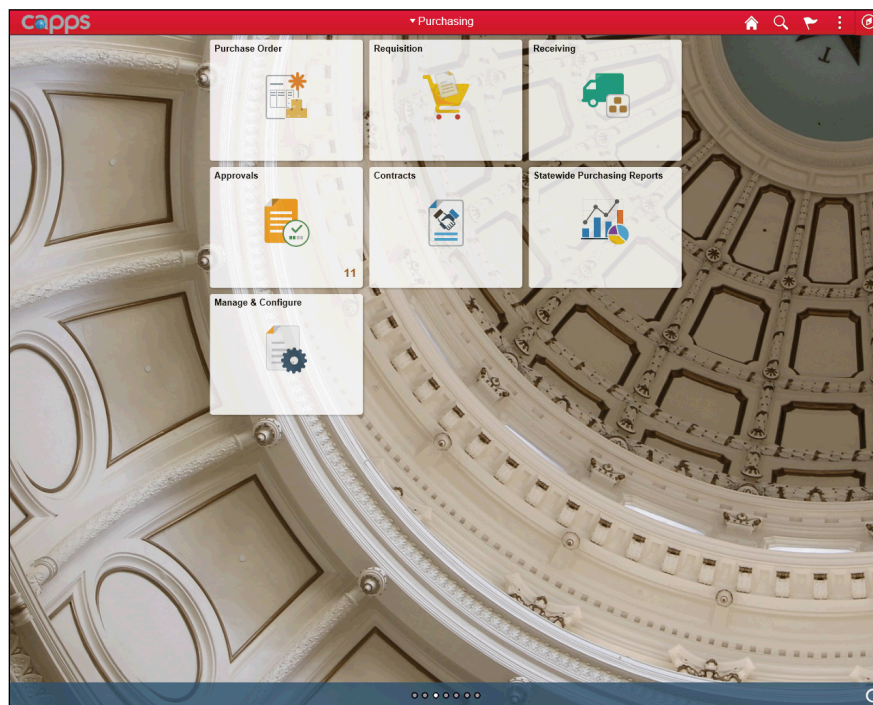 capps
Purchasing
Purchase Order
Requisition
Receiving
Approvals
11
Contracts
Statewide Purchasing Reports
Manage & Configure